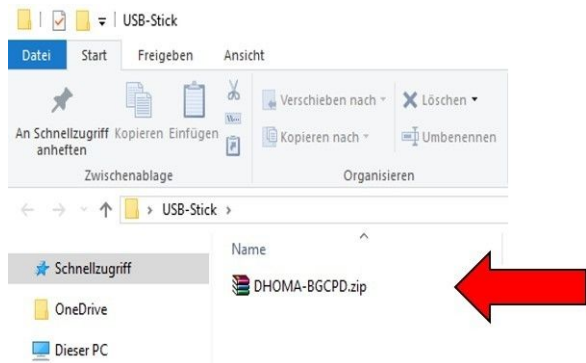 USB-Stick
Datei Start Freigeben Ansicht
An Schnellzugriff anheften
Kopieren
Einfügen
Verschieben nach
Kopieren nach
Löschen
Umbenennen
Zwischenablage
Organisieren
USB-Stick
Schnellzugriff
OneDrive
Dieser PC
Name
DHOMA-BGCPD.zip